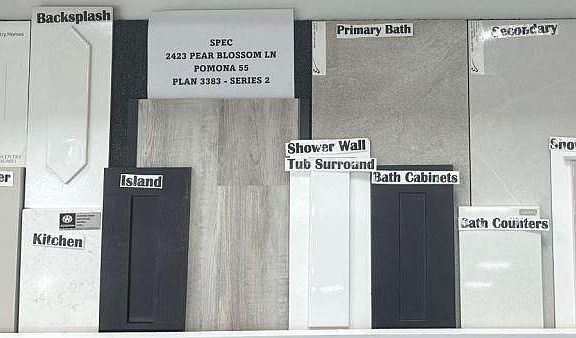 Backsplash
SPEC
2423 PEAR BLOSSOM LN
POMONA 55
PLAN 3383 - SERIES 2
Primary Bath
Secondary
Shower Wall
Tub Surround
Island
Bath Cabinets
Bath Counters
Kitchen